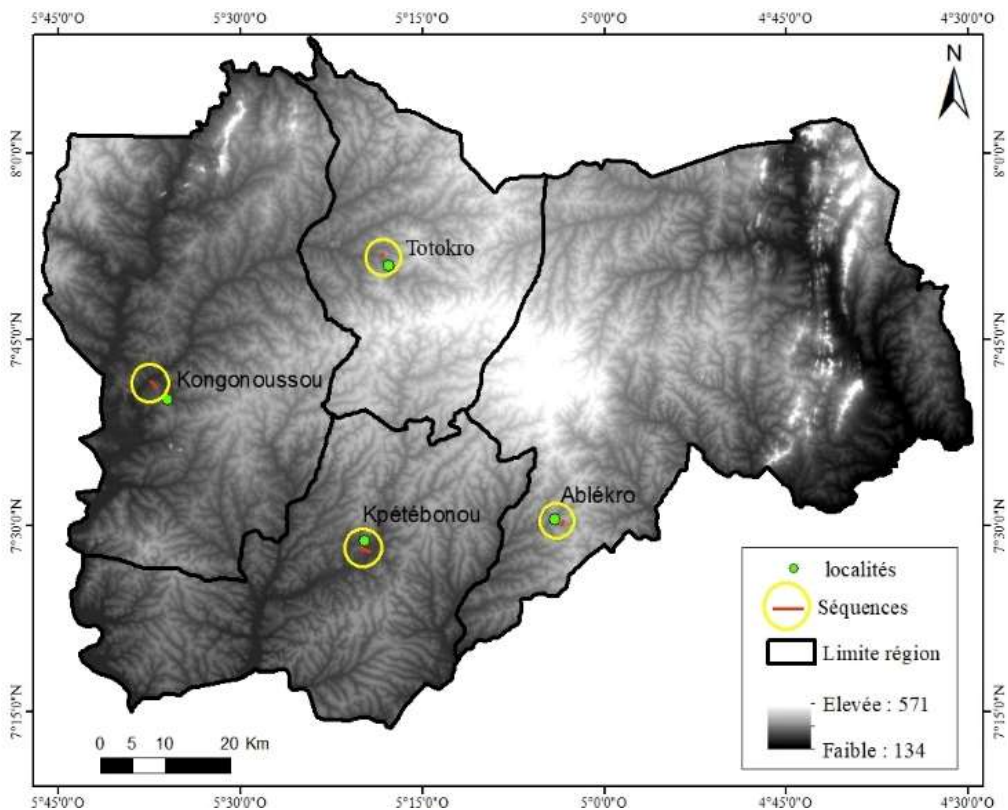 5°45'0"O 5°30'0"O 5°15'0"O 5°0'0"O 4°45'0"O 4°30'0"O
N
8°0'0"N 8°0'0"N
Totokro
7°45'0"N 7°45'0"N
Kongonoussou
Kpétébonou
Ablékro
7°30'0"N 7°30'0"N
localités
Séquences
Limite région
Elevée : 571
Faible : 134
7°15'0"N 7°15'0"N
0 5 10 20 Km
5°45'0"O 5°30'0"O 5°15'0"O 5°0'0"O 4°45'0"O 4°30'0"O